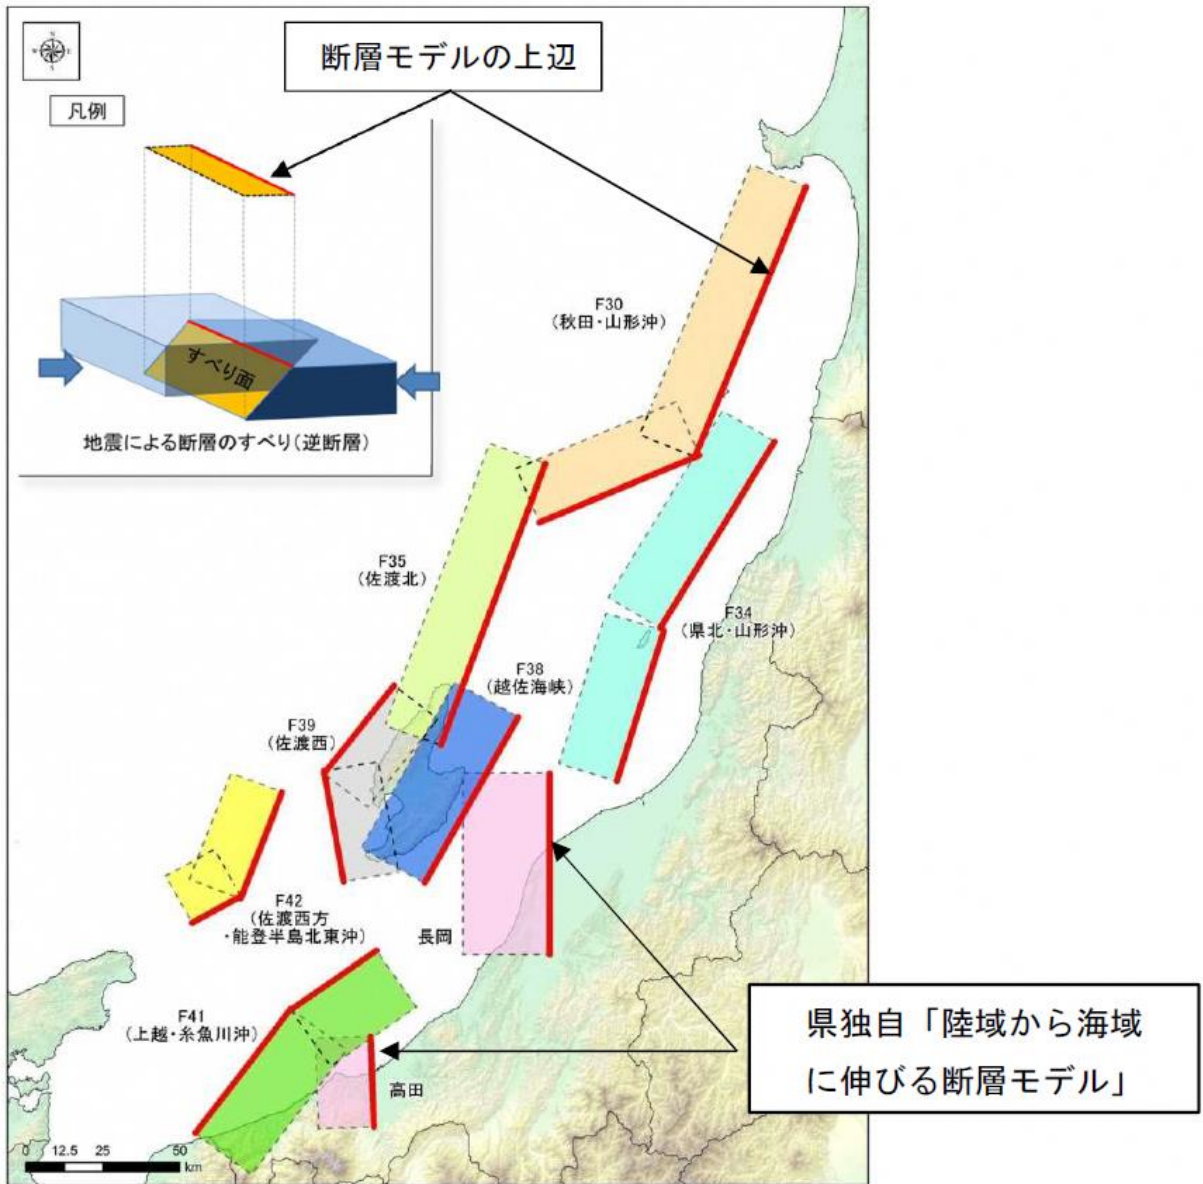 断層モデルの上辺
N
W
E
S
凡例
すべり面
地震による断層のすべり(逆断層)
F30
(秋田・山形沖)
F35
(佐渡北)
F34
(県北・山形沖)
F38
(越佐海峡)
F39
(佐渡西)
F42
(佐渡西方
・能登半島北東沖)
長岡
F41
(上越・糸魚川沖)
高田
県独自「陸域から海域
に伸びる断層モデル」
0 12.5 25 50
km